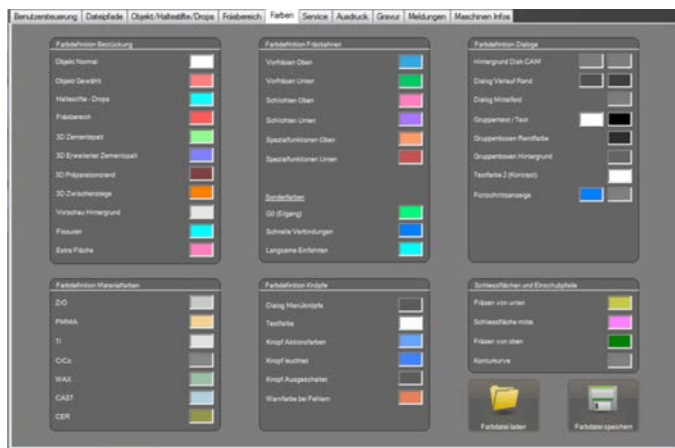 Benutzersteuerung Dateipfade Objekt/Haltestifte/Drops Fräsbereich Farben Service Ausdruck Gravur Meldungen Maschinen Infos
Farbdefinition Bestückung
Objekt Normal
Objekt Gewählt
Haltestifte - Drops
Fräsbereich
3D Zementspalt
3D Erweiterter Zementspalt
3D Präparationsrand
3D Zwischenstege
Vorschau Hintergrund
Fissuren
Extra Fläche
Farbdefinition Fräsbahnen
Vorfräsen Oben
Vorfräsen Unten
Schlichten Oben
Schlichten Unten
Spezialfunktionen Oben
Spezialfunktionen Unten
Sonderfarben
G0 (Eilgang)
Schnelle Verbindungen
Langsame Einfahrten
Farbdefinition Dialoge
Hintergrund Disk CAM
Dialog Verlauf Rand
Dialog Mittelfeld
Gruppentext / Text
Gruppenboxen Randfarbe
Gruppenboxen Hintergrund
Textfarbe 2 (Kontrast)
Fortschrittsanzeige
Farbdefinition Materialfarben
ZrO
PMMA
TI
CrCo
WAX
CAST
CER
Farbdefinition Knöpfe
Dialog Menüknöpfe
Textfarbe
Knopf Aktionsfarben
Knopf leuchtet
Knopf Ausgeschaltet
Warnfarbe bei Fehlern
Schliessflächen und Einschubpfeile
Fräsen von unten
Schliessfläche mitte
Fräsen von oben
Konturkurve
Farbdatei laden
Farbdatei speichern